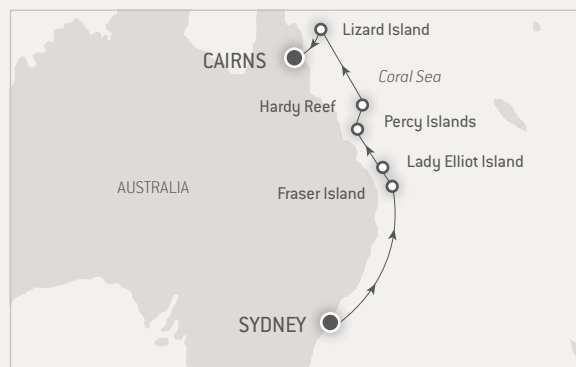 Lizard Island
CAIRNS
Coral Sea
Hardy Reef
Percy Islands
Lady Elliot Island
AUSTRALIA
Fraser Island
SYDNEY